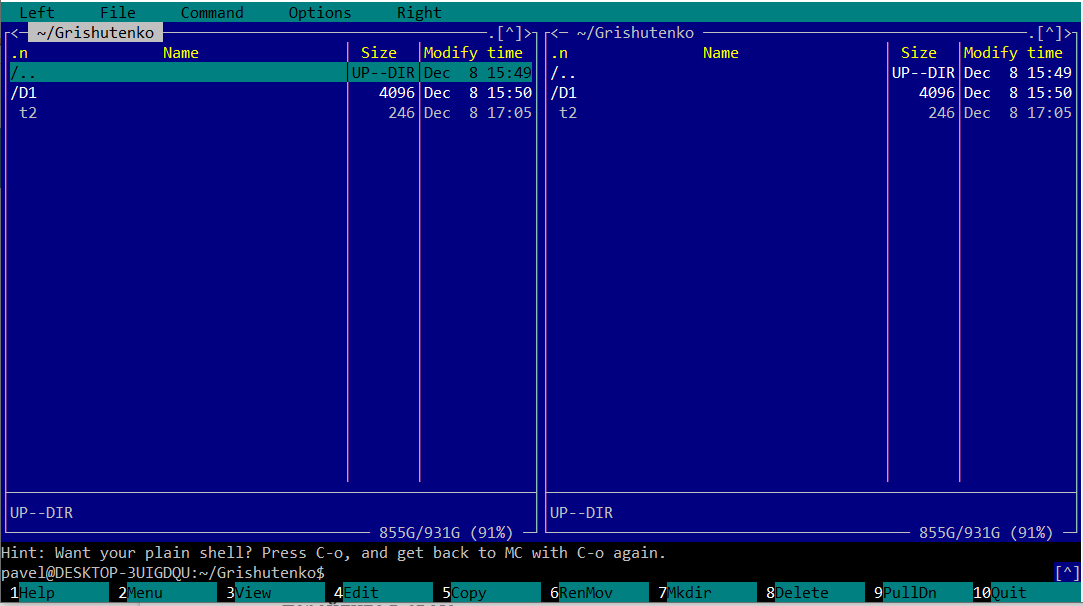 Left File Command Options Right
<─ ~/Grishutenko .[^]> <─ ~/Grishutenko .[^]>
.n Name Size Modify time .n Name Size Modify time
/.. UP--DIR Dec 8 15:49 /.. UP--DIR Dec 8 15:49
/D1 4096 Dec 8 15:50 /D1 4096 Dec 8 15:50
t2 246 Dec 8 17:05 t2 246 Dec 8 17:05
UP--DIR UP--DIR
855G/931G (91%) 855G/931G (91%)
Hint: Want your plain shell? Press C-o, and get back to MC with C-o again.
pavel@DESKTOP-3UIGDQU:~/Grishutenko$ [^]
1Help 2Menu 3View 4Edit 5Copy 6RenMov 7Mkdir 8Delete 9PullDn 10Quit